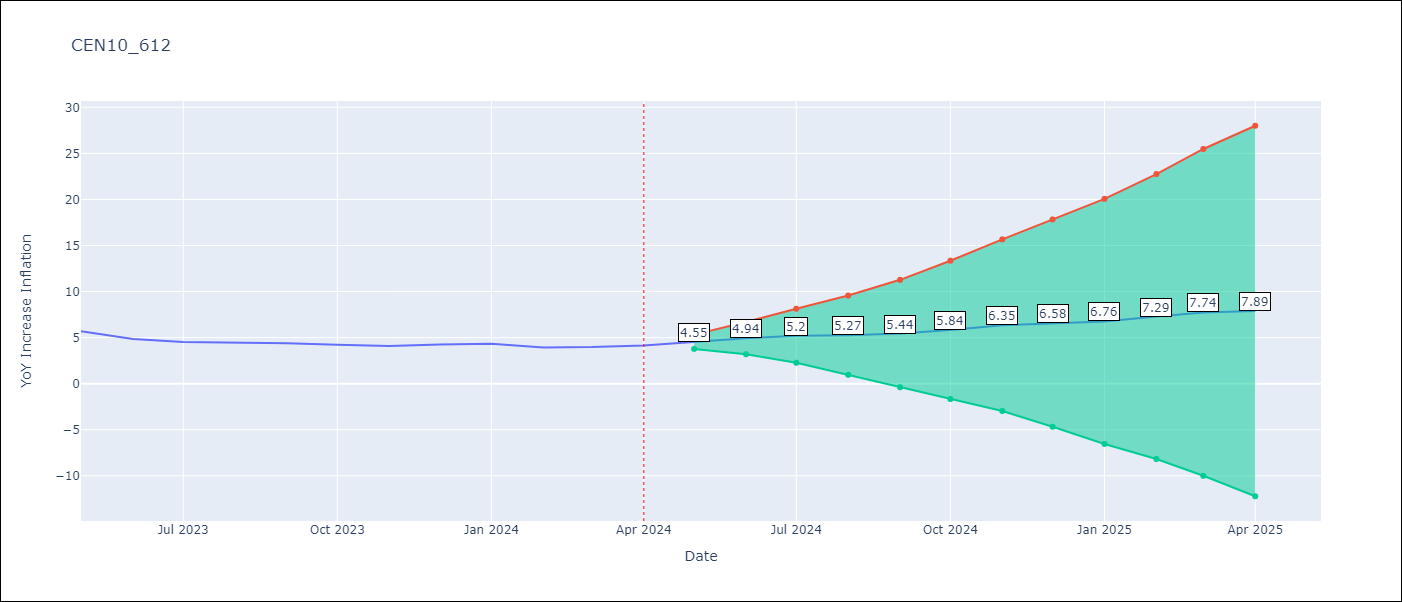 CEN10_612
YoY Increase Inflation
30
25
20
15
10
5
0
−5
−10
4.55
4.94
5.2
5.27
5.44
5.84
6.35
6.58
6.76
7.29
7.74
7.89
Jul 2023
Oct 2023
Jan 2024
Apr 2024
Jul 2024
Oct 2024
Jan 2025
Apr 2025
Date